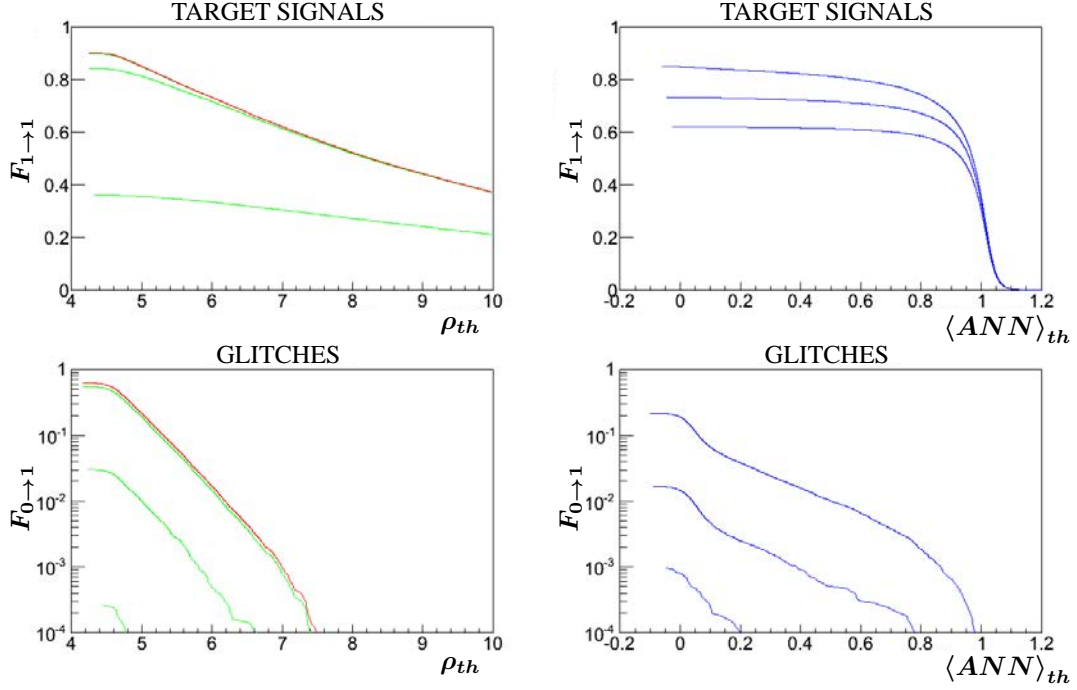 TARGET SIGNALS
1
0.8
0.6
0.4
0.2
0
F1→1
4 5 6 7 8 9 10
ρth
TARGET SIGNALS
1
0.8
0.6
0.4
0.2
0
F1→1
-0.2 0 0.2 0.4 0.6 0.8 1 1.2
⟨ANN⟩th
GLITCHES
1
10-1
10-2
10-3
10-4
F0→1
4 5 6 7 8 9 10
ρth
GLITCHES
1
10-1
10-2
10-3
10-4
F0→1
-0.2 0 0.2 0.4 0.6 0.8 1 1.2
⟨ANN⟩th